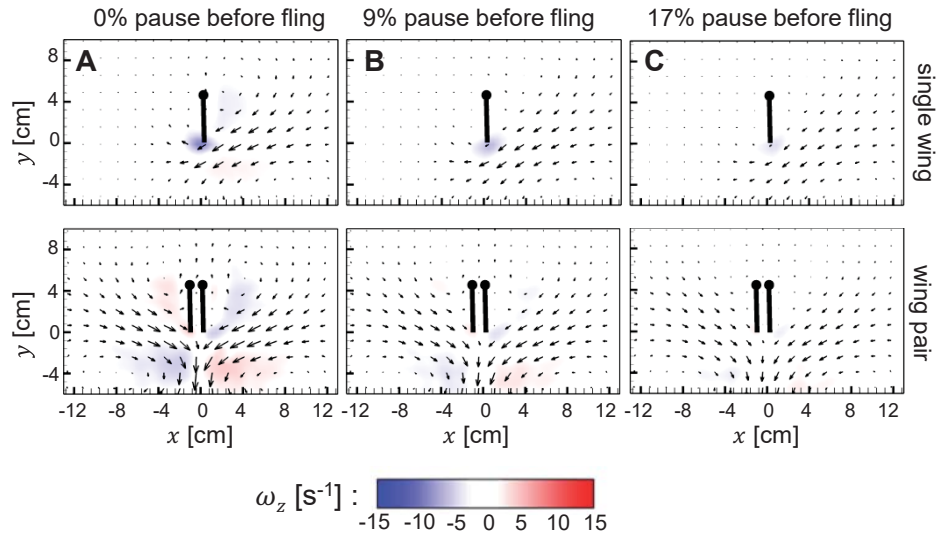 0% pause before fling 9% pause before fling 17% pause before fling
A B C
8
4
0
-4
y [cm]
single wing
8
4
0
-4
y [cm]
wing pair
-12 -8 -4 0 4 8 12 -12 -8 -4 0 4 8 12 -12 -8 -4 0 4 8 12
x [cm] x [cm] x [cm]
ω_z [s⁻¹] :
-15 -10 -5 0 5 10 15